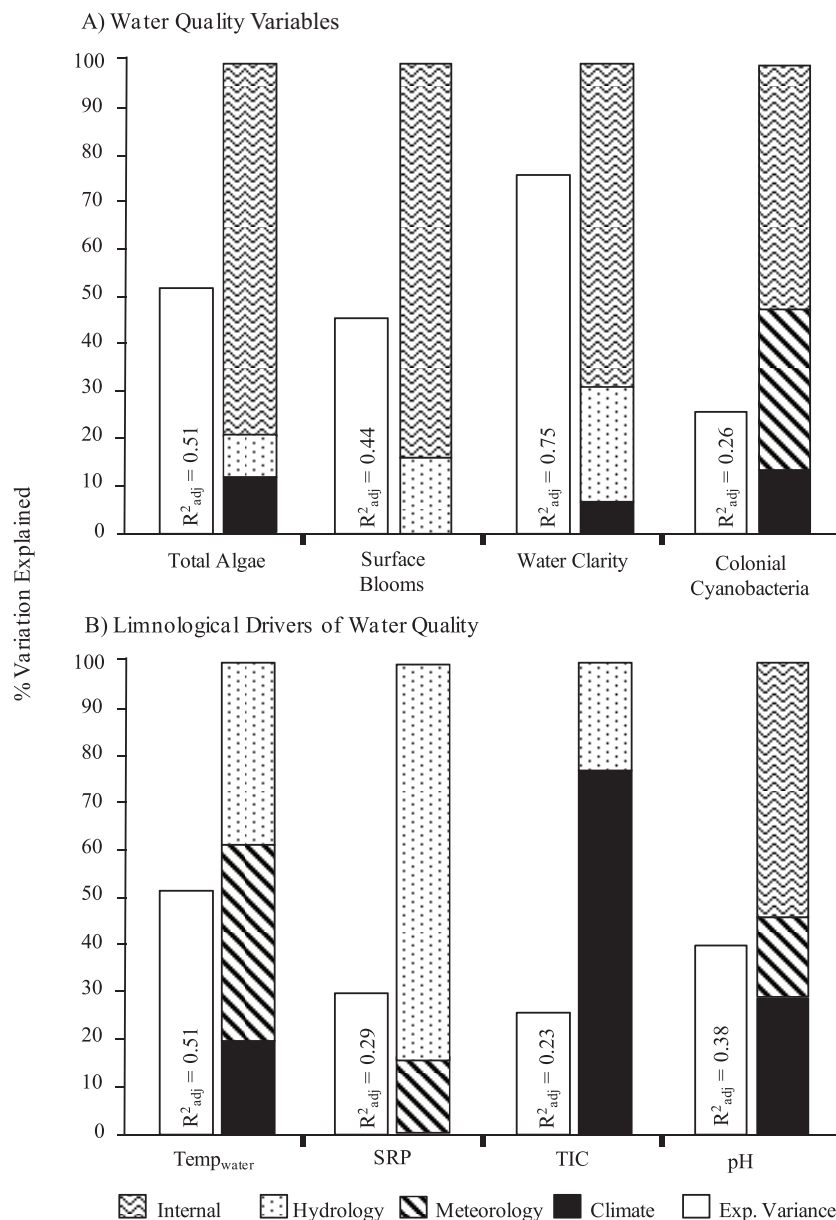 A) Water Quality Variables
100
90
80
70
60
50
40
30
20
10
0
R²adj = 0.51
R²adj = 0.44
R²adj = 0.75
R²adj = 0.26
Total Algae
Surface
Blooms
Water Clarity
Colonial
Cyanobacteria
% Variation Explained
B) Limnological Drivers of Water Quality
100
90
80
70
60
50
40
30
20
10
0
R²adj = 0.51
R²adj = 0.29
R²adj = 0.23
R²adj = 0.38
Tempwater
SRP
TIC
pH
Internal Hydrology Meteorology Climate Exp. Variance